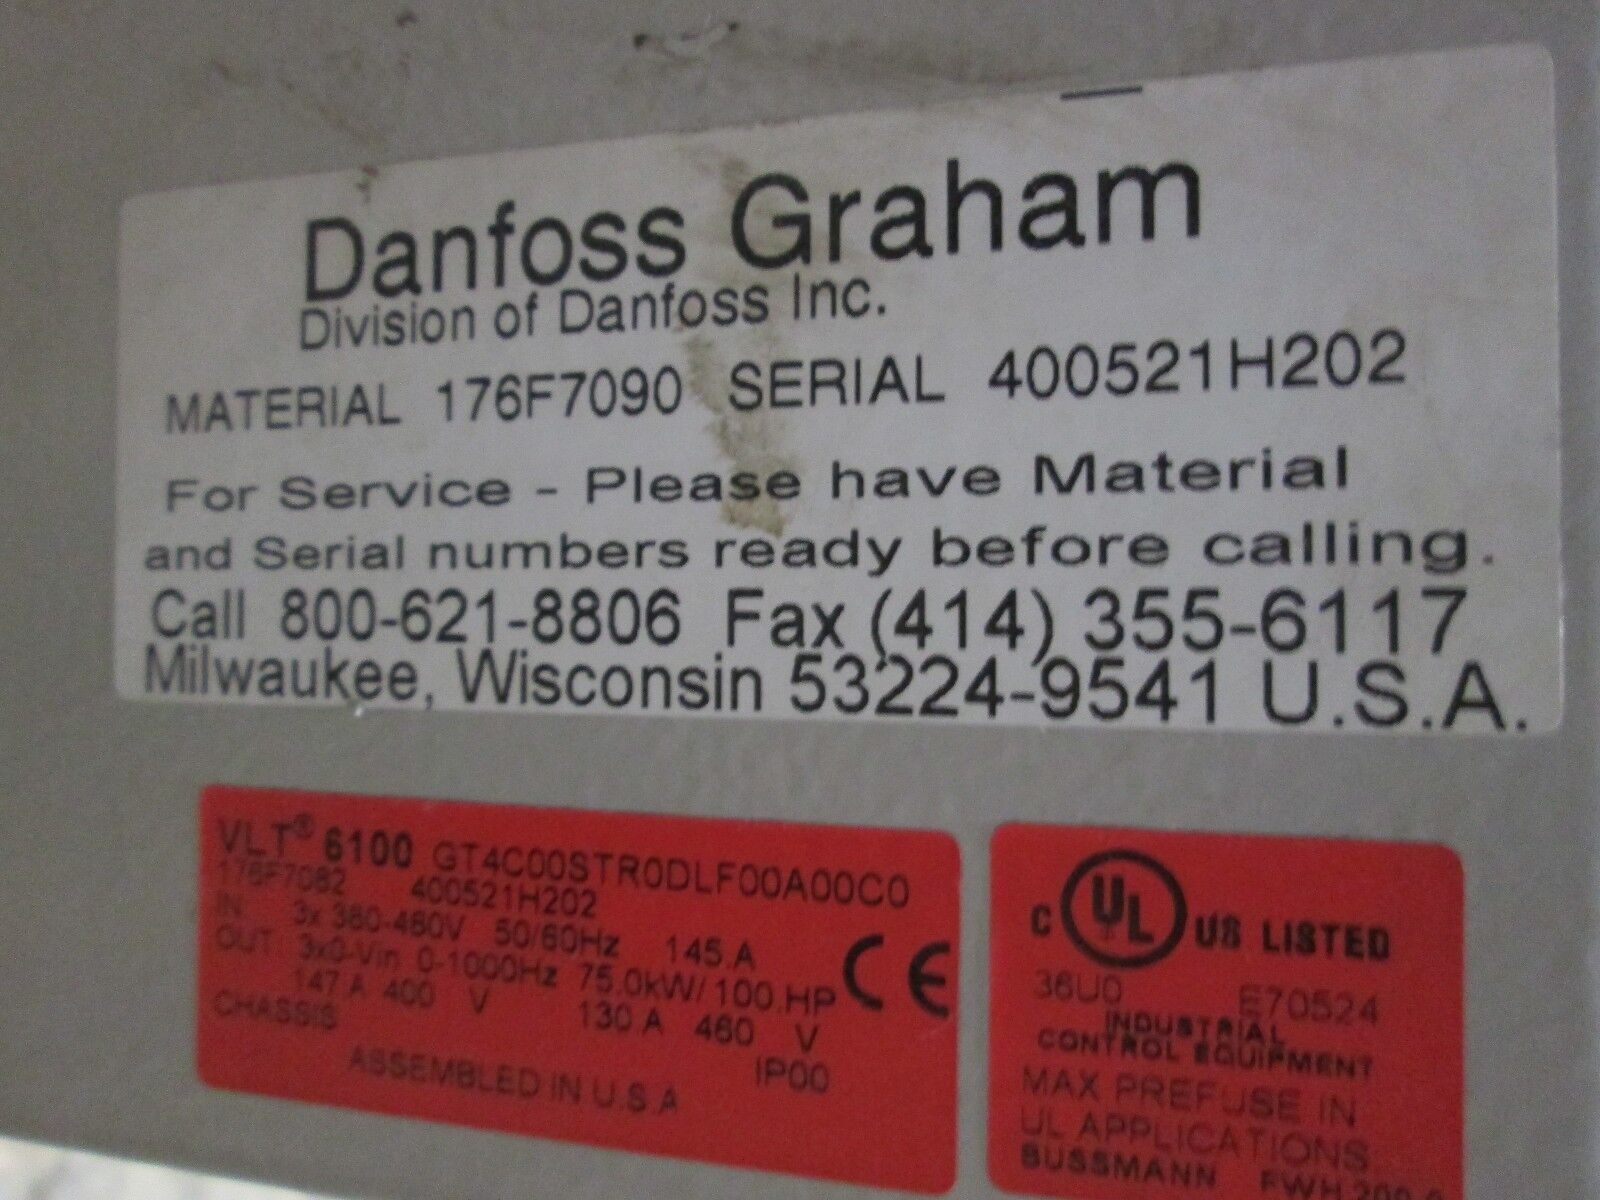 Danfoss Graham
Division of Danfoss Inc.
MATERIAL 176F7090 SERIAL 400521H202
For Service - Please have Material
and Serial numbers ready before calling.
Call 800-621-8806 Fax (414) 355-6117
Milwaukee, Wisconsin 53224-9541 U.S.A.
VLT® 6100 GT4C00STR0DLF00A00C0
176F7082 400521H202
IN 3x 380-460V 50/60Hz 145 A
OUT 3x0-Vin 0-1000Hz 75.0kW/100.HP
147 A 400 V 130 A 460 V
CHASSIS IP00
ASSEMBLED IN U.S.A
CE
C UL US LISTED
36U0 E70524
INDUSTRIAL
CONTROL EQUIPMENT
MAX PREFUSE IN
UL APPLICATIONS
BUSSMANN FWH